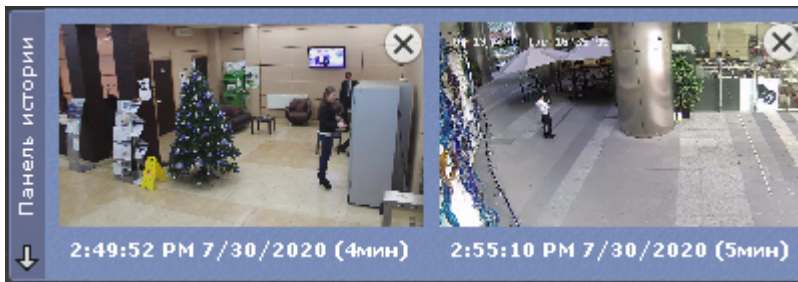 Панель истории
2:49:52 PM 7/30/2020 (4мин)
2:55:10 PM 7/30/2020 (5мин)